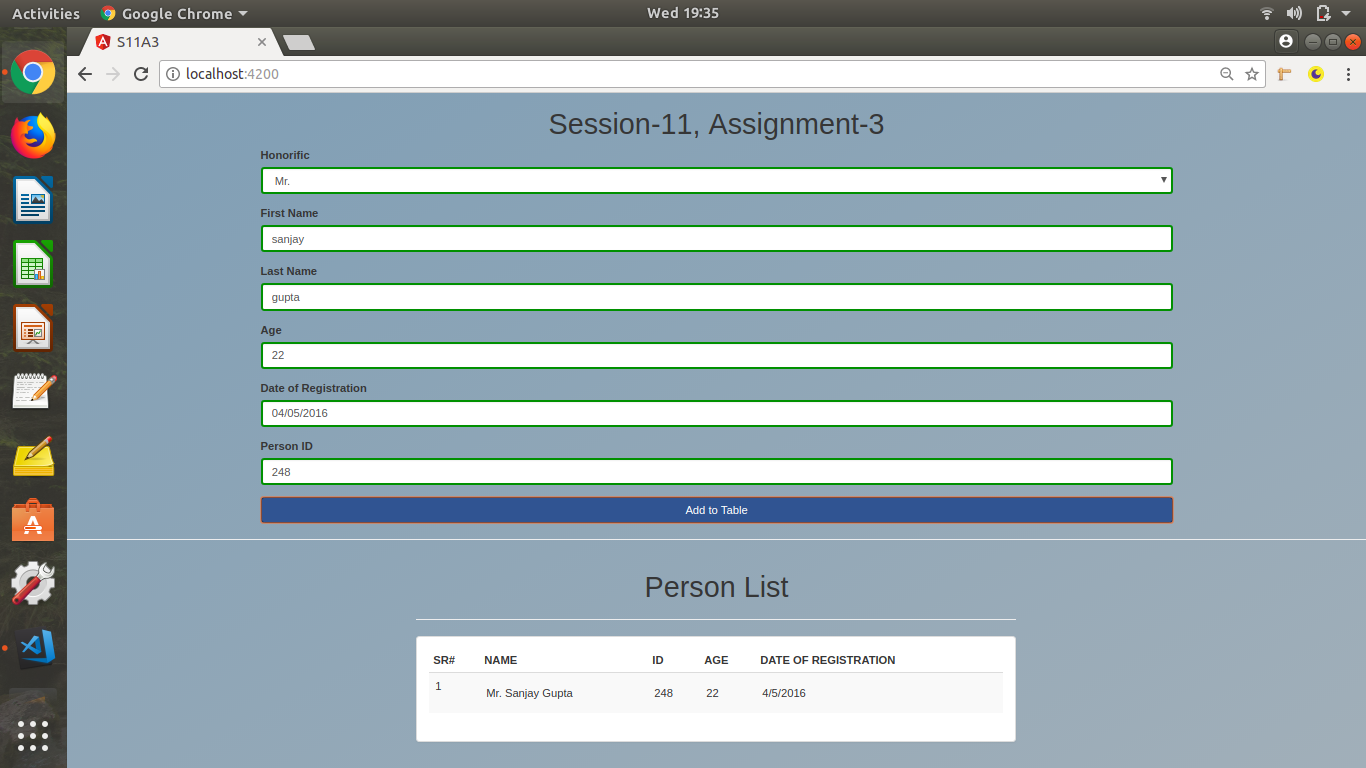 Activities Google Chrome Wed 19:35
S11A3
localhost:4200
Session-11, Assignment-3
Honorific
Mr.
First Name
sanjay
Last Name
gupta
Age
22
Date of Registration
04/05/2016
Person ID
248
Add to Table
Person List
SR# NAME ID AGE DATE OF REGISTRATION
1 Mr. Sanjay Gupta 248 22 4/5/2016